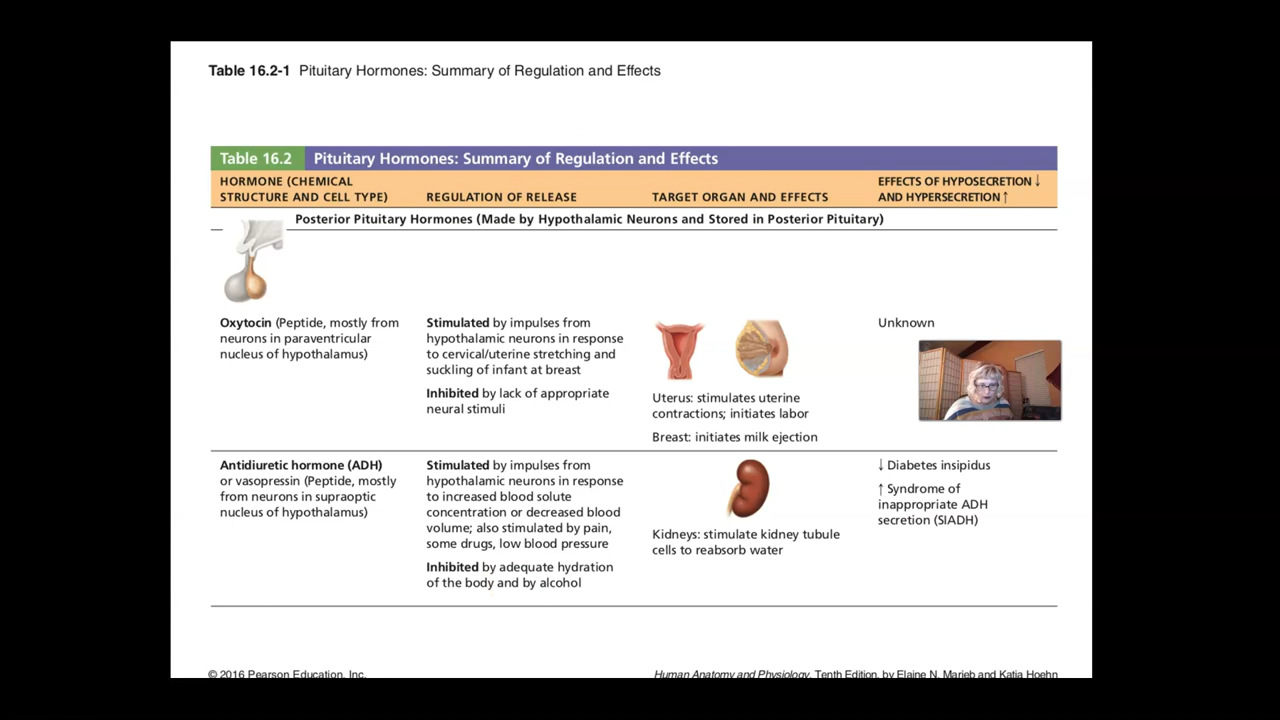 Table 16.2-1 Pituitary Hormones: Summary of Regulation and Effects
Table 16.2 Pituitary Hormones: Summary of Regulation and Effects
HORMONE (CHEMICAL
STRUCTURE AND CELL TYPE)
REGULATION OF RELEASE
TARGET ORGAN AND EFFECTS
EFFECTS OF HYPOSECRETION ↓
AND HYPERSECRETION ↑
Posterior Pituitary Hormones (Made by Hypothalamic Neurons and Stored in Posterior Pituitary)
Oxytocin (Peptide, mostly from
neurons in paraventricular
nucleus of hypothalamus)
Stimulated by impulses from
hypothalamic neurons in response
to cervical/uterine stretching and
suckling of infant at breast
Inhibited by lack of appropriate
neural stimuli
Uterus: stimulates uterine
contractions; initiates labor
Breast: initiates milk ejection
Unknown
Antidiuretic hormone (ADH)
or vasopressin (Peptide, mostly
from neurons in supraoptic
nucleus of hypothalamus)
Stimulated by impulses from
hypothalamic neurons in response
to increased blood solute
concentration or decreased blood
volume; also stimulated by pain,
some drugs, low blood pressure
Inhibited by adequate hydration
of the body and by alcohol
Kidneys: stimulate kidney tubule
cells to reabsorb water
↓ Diabetes insipidus
↑ Syndrome of
inappropriate ADH
secretion (SIADH)
© 2016 Pearson Education, Inc.
Human Anatomy and Physiology, Tenth Edition, by Elaine N. Marieb and Katja Hoehn